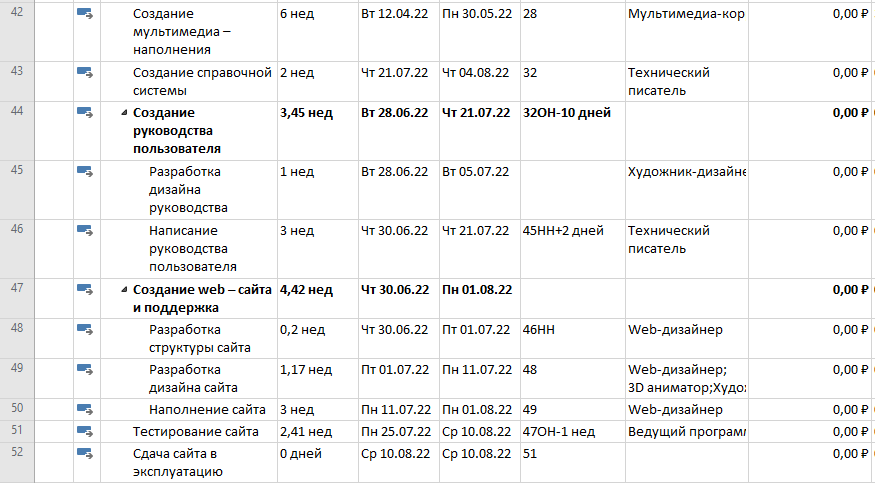 42 Создание мультимедиа – наполнения 6 нед Вт 12.04.22 Пн 30.05.22 28 Мультимедиа-кор 0,00 ₽
43 Создание справочной системы 2 нед Чт 21.07.22 Чт 04.08.22 32 Технический писатель 0,00 ₽
44 Создание руководства пользователя 3,45 нед Вт 28.06.22 Чт 21.07.22 32ОН-10 дней 0,00 ₽
45 Разработка дизайна руководства 1 нед Вт 28.06.22 Вт 05.07.22 Художник-дизайне 0,00 ₽
46 Написание руководства пользователя 3 нед Чт 30.06.22 Чт 21.07.22 45НН+2 дней Технический писатель 0,00 ₽
47 Создание web – сайта и поддержка 4,42 нед Чт 30.06.22 Пн 01.08.22 0,00 ₽
48 Разработка структуры сайта 0,2 нед Чт 30.06.22 Пт 01.07.22 46НН Web-дизайнер 0,00 ₽
49 Разработка дизайна сайта 1,17 нед Пт 01.07.22 Пн 11.07.22 48 Web-дизайнер; 3D аниматор;Худо 0,00 ₽
50 Наполнение сайта 3 нед Пн 11.07.22 Пн 01.08.22 49 Web-дизайнер 0,00 ₽
51 Тестирование сайта 2,41 нед Пн 25.07.22 Ср 10.08.22 47ОН-1 нед Ведущий програм 0,00 ₽
52 Сдача сайта в эксплуатацию 0 дней Ср 10.08.22 Ср 10.08.22 51 0,00 ₽